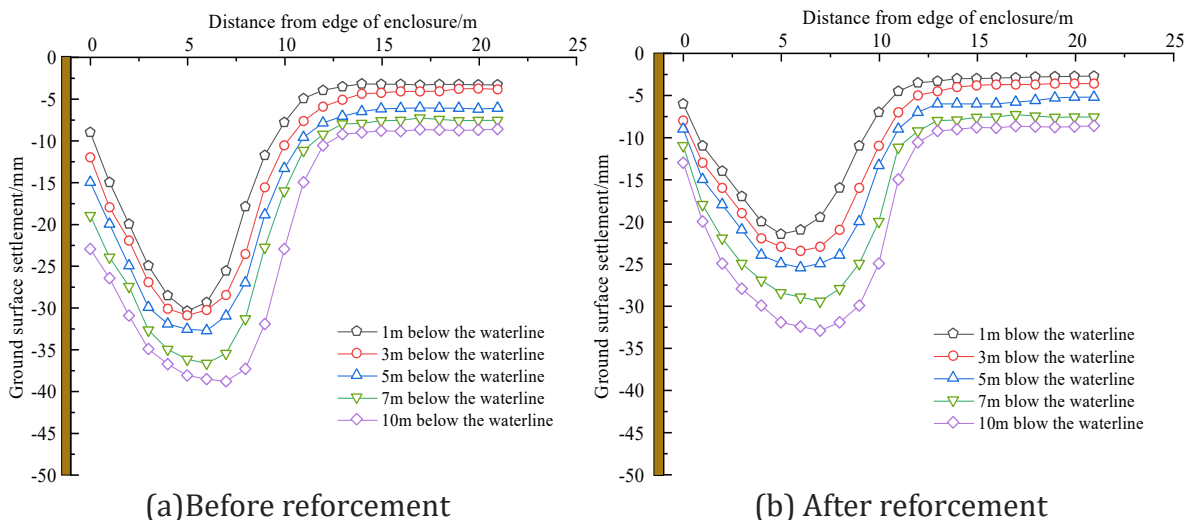 Distance from edge of enclosure/m
0 5 10 15 20 25
0
-5
-10
-15
-20
-25
-30
-35
-40
-45
-50
Ground surface settlement/mm
1m below the waterline
3m below the waterline
5m below the waterline
7m below the waterline
10m below the waterline
(a)Before reforcement
Distance from edge of enclosure/m
0 5 10 15 20 25
0
-5
-10
-15
-20
-25
-30
-35
-40
-45
-50
Ground surface settlement/mm
1m blow the waterline
3m blow the waterline
5m blow the waterline
7m blow the waterline
10m blow the waterline
(b) After reforcement